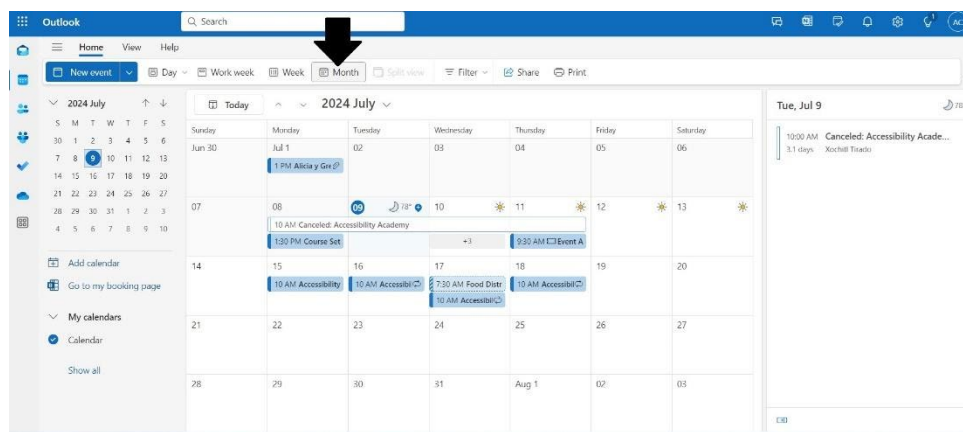 Outlook
Search
AC
Home View Help
New event Day Work week Week Month Split view Filter Share Print
2024 July
S M T W T F S
30 1 2 3 4 5 6
7 8 9 10 11 12 13
14 15 16 17 18 19 20
21 22 23 24 25 26 27
28 29 30 31 1 2 3
4 5 6 7 8 9 10
Add calendar
Go to my booking page
My calendars
Calendar
Show all
Today 2024 July
Sunday Monday Tuesday Wednesday Thursday Friday Saturday
Jun 30 Jul 1 02 03 04 05 06
1 PM Alicia y Gre
07 08 09 78° 10 11 12 13
10 AM Canceled: Accessibility Academy
1:30 PM Course Set +3 9:30 AM Event A
14 15 16 17 18 19 20
10 AM Accessibility 10 AM Accessibil 7:30 AM Food Distr 10 AM Accessibil
10 AM Accessibil
21 22 23 24 25 26 27
28 29 30 31 Aug 1 02 03
Tue, Jul 9 78
10:00 AM Canceled: Accessibility Acade...
3.1 days Xochitl Tirado